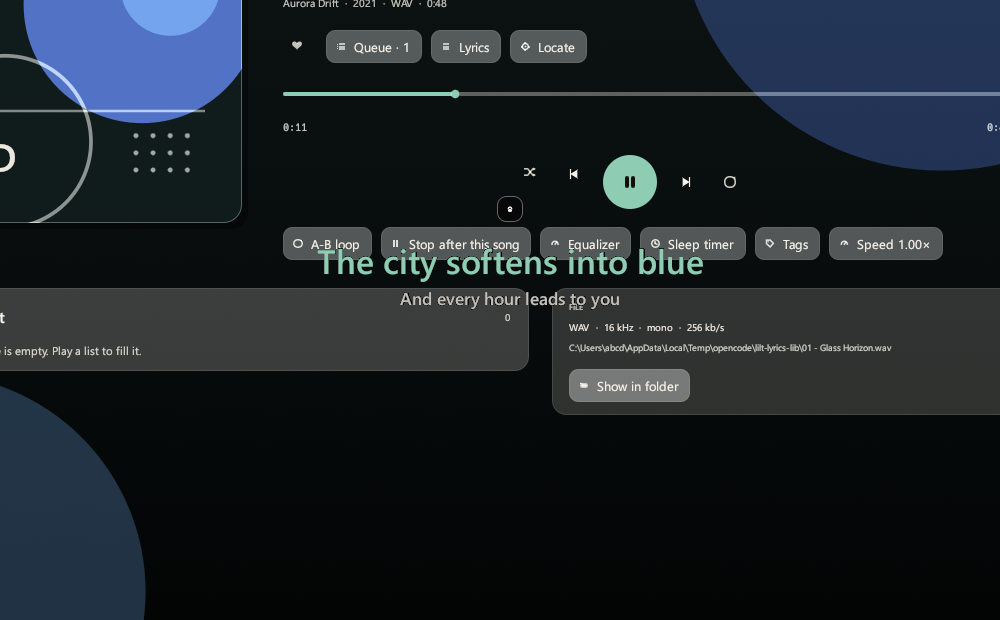 Aurora Drift · 2021 · WAV · 0:48
Queue · 1
Lyrics
Locate
0:11
A-B loop
Stop after this song
Equalizer
Sleep timer
Tags
Speed 1.00×
The city softens into blue
And every hour leads to you
0
is empty. Play a list to fill it.
FILE
WAV · 16 kHz · mono · 256 kb/s
C:\Users\abcd\AppData\Local\Temp\opencode\lilt-lyrics-lib\01 - Glass Horizon.wav
Show in folder